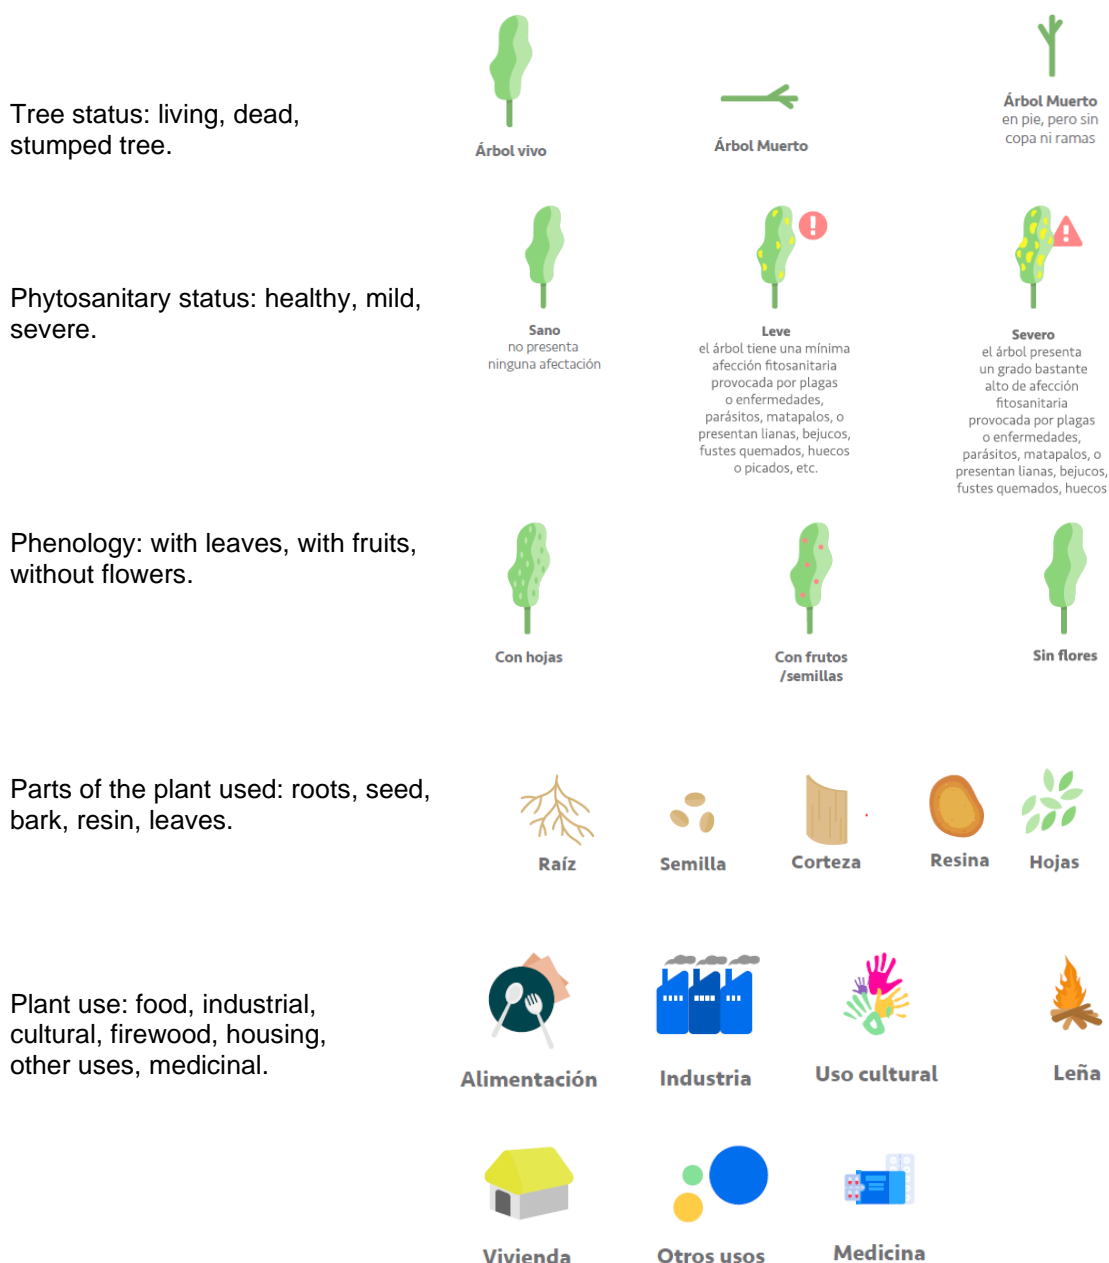 Tree status: living, dead,
stumped tree.
Árbol vivo
Árbol Muerto
Árbol Muerto
en pie, pero sin
copa ni ramas
Phytosanitary status: healthy, mild,
severe.
Sano
no presenta
ninguna afectación
Leve
el árbol tiene una mínima
afección fitosanitaria
provocada por plagas
o enfermedades,
parásitos, matapalos, o
presentan lianas, bejucos,
fustes quemados, huecos
o picados, etc.
Severo
el árbol presenta
un grado bastante
alto de afección
fitosanitaria
provocada por plagas
o enfermedades,
parásitos, matapalos, o
presentan lianas, bejucos,
fustes quemados, huecos
Phenology: with leaves, with fruits,
without flowers.
Con hojas
Con frutos
/semillas
Sin flores
Parts of the plant used: roots, seed,
bark, resin, leaves.
Raíz
Semilla
Corteza
Resina
Hojas
Plant use: food, industrial,
cultural, firewood, housing,
other uses, medicinal.
Alimentación
Industria
Uso cultural
Leña
Vivienda
Otros usos
Medicina